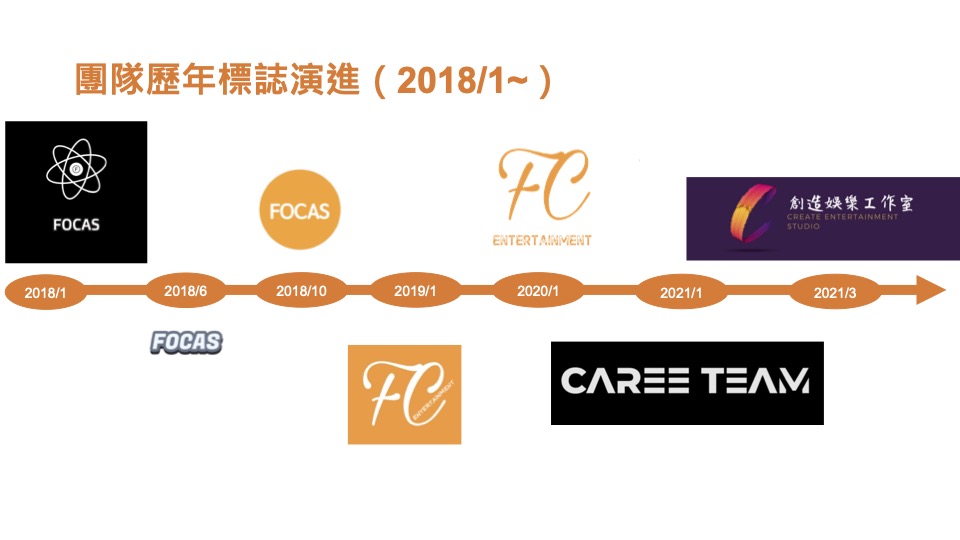 團隊歷年標誌演進（2018/1~）
FOCAS
FOCAS
FC
ENTERTAINMENT
創造娛樂工作室
CREATE ENTERTAINMENT
STUDIO
2018/1
2018/6
2018/10
2019/1
2020/1
2021/1
2021/3
FOCAS
FC
ENTERTAINMENT
CAREE TEAM